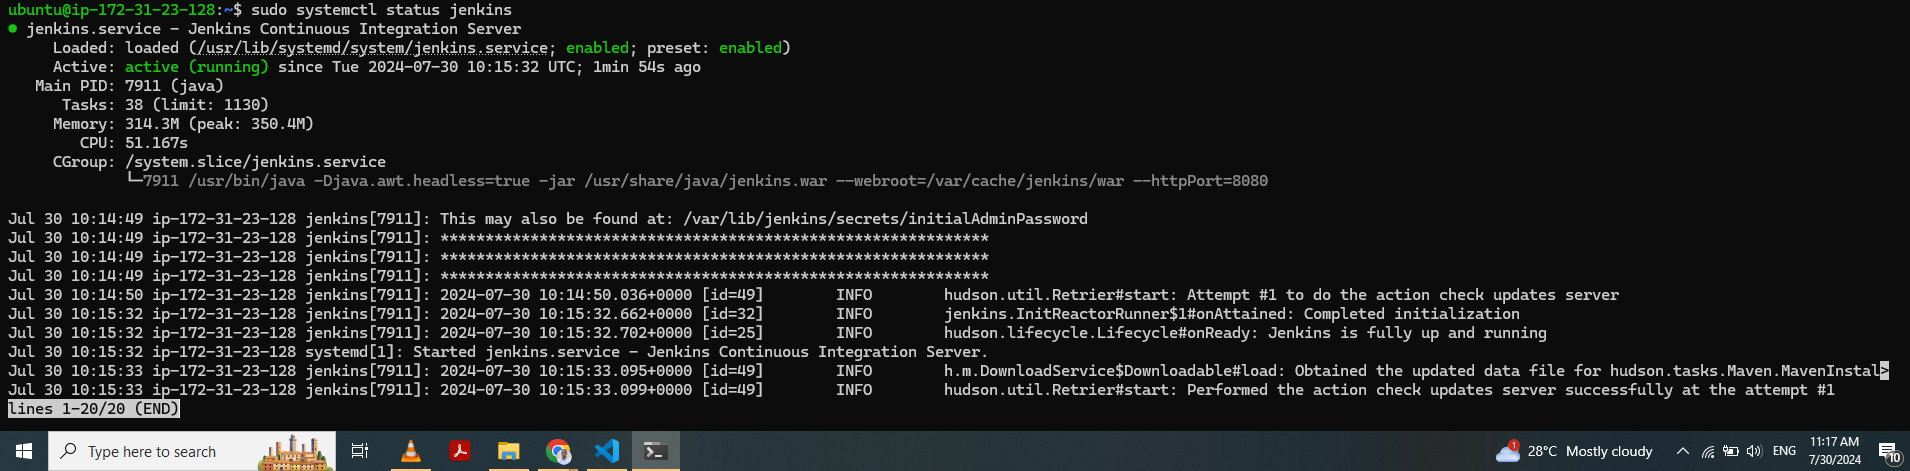 ubuntu@ip-172-31-23-128:~$ sudo systemctl status jenkins
● jenkins.service - Jenkins Continuous Integration Server
Loaded: loaded (/usr/lib/systemd/system/jenkins.service; enabled; preset: enabled)
Active: active (running) since Tue 2024-07-30 10:15:32 UTC; 1min 54s ago
Main PID: 7911 (java)
Tasks: 38 (limit: 1130)
Memory: 314.3M (peak: 350.4M)
CPU: 51.167s
CGroup: /system.slice/jenkins.service
└─7911 /usr/bin/java -Djava.awt.headless=true -jar /usr/share/java/jenkins.war --webroot=/var/cache/jenkins/war --httpPort=8080
Jul 30 10:14:49 ip-172-31-23-128 jenkins[7911]: This may also be found at: /var/lib/jenkins/secrets/initialAdminPassword
Jul 30 10:14:49 ip-172-31-23-128 jenkins[7911]: *************************************************************
Jul 30 10:14:49 ip-172-31-23-128 jenkins[7911]: *************************************************************
Jul 30 10:14:49 ip-172-31-23-128 jenkins[7911]: *************************************************************
Jul 30 10:14:50 ip-172-31-23-128 jenkins[7911]: 2024-07-30 10:14:50.036+0000 [id=49] INFO hudson.util.Retrier#start: Attempt #1 to do the action check updates server
Jul 30 10:15:32 ip-172-31-23-128 jenkins[7911]: 2024-07-30 10:15:32.662+0000 [id=32] INFO jenkins.InitReactorRunner$1#onAttained: Completed initialization
Jul 30 10:15:32 ip-172-31-23-128 jenkins[7911]: 2024-07-30 10:15:32.702+0000 [id=25] INFO hudson.lifecycle.Lifecycle#onReady: Jenkins is fully up and running
Jul 30 10:15:32 ip-172-31-23-128 systemd[1]: Started jenkins.service - Jenkins Continuous Integration Server.
Jul 30 10:15:33 ip-172-31-23-128 jenkins[7911]: 2024-07-30 10:15:33.095+0000 [id=49] INFO h.m.DownloadService$Downloadable#load: Obtained the updated data file for hudson.tasks.Maven.MavenInstal>
Jul 30 10:15:33 ip-172-31-23-128 jenkins[7911]: 2024-07-30 10:15:33.099+0000 [id=49] INFO hudson.util.Retrier#start: Performed the action check updates server successfully at the attempt #1
lines 1-20/20 (END)
Type here to search
1
28°C Mostly cloudy
ENG
11:17 AM
7/30/2024
10